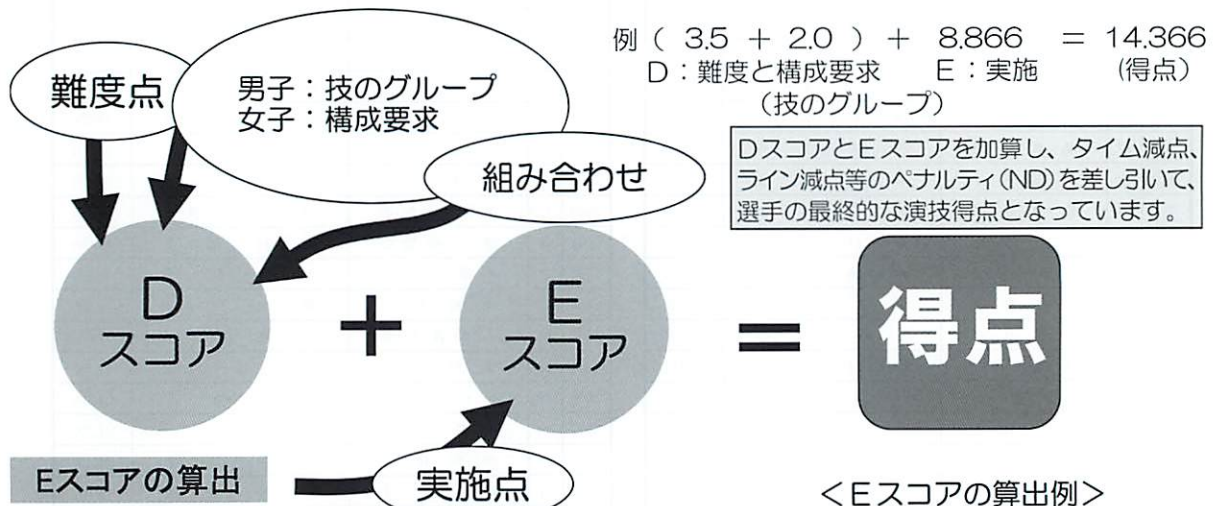 例 ( 3.5 + 2.0 ) + 8.866 = 14.366
D：難度と構成要求 E：実施 (得点)
(技のグループ)
難度点
男子：技のグループ
女子：構成要求
組み合わせ
DスコアとEスコアを加算し、タイム減点、
ライン減点等のペナルティ(ND)を差し引いて、
選手の最終的な演技得点となっています。
D
スコア
+
E
スコア
=
得点
Eスコアの算出
実施点
＜Eスコアの算出例＞